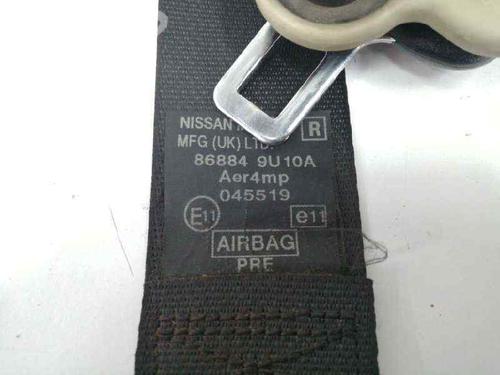 NISSAN
R
MFG (UK) LTD.
86884 9U10A
Aer4mp
045519
E11 e11
AIRBAG
PRE